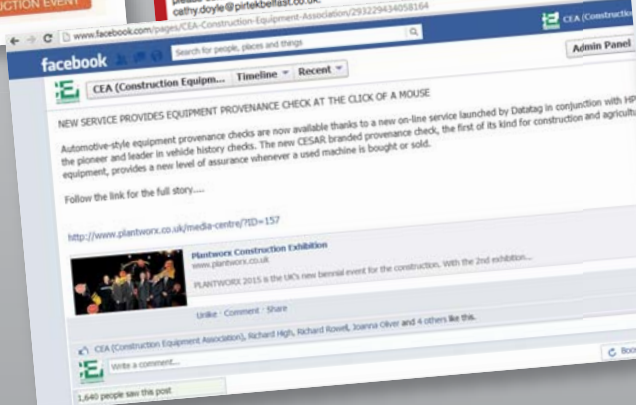 UCTION EVENT
cathy.doyle@pirtekbelfast.co.uk
www.facebook.com/pages/CEA-Construction-Equipment-Association/293229434058164
facebook
Search for people, places and things
CEA (Constructio
CEA (Construction Equipm... Timeline Recent
Admin Panel
NEW SERVICE PROVIDES EQUIPMENT PROVENANCE CHECK AT THE CLICK OF A MOUSE
Automotive-style equipment provenance checks are now available thanks to a new on-line service launched by Datatag in conjunction with HP
the pioneer and leader in vehicle history checks. The new CESAR branded provenance check, the first of its kind for construction and agricultu
equipment, provides a new level of assurance whenever a used machine is bought or sold.
Follow the link for the full story.....
http://www.plantworx.co.uk/media-centre/?ID=157
Plantworx Construction Exhibition
www.plantworx.co.uk
PLANTWORX 2015 is the UK's new biennial event for the construction. With the 2nd exhibition...
Unlike · Comment · Share
CEA (Construction Equipment Association), Richard High, Richard Rowell, Joanna Oliver and 4 others like this.
Write a comment...
1,640 people saw this post
Boo